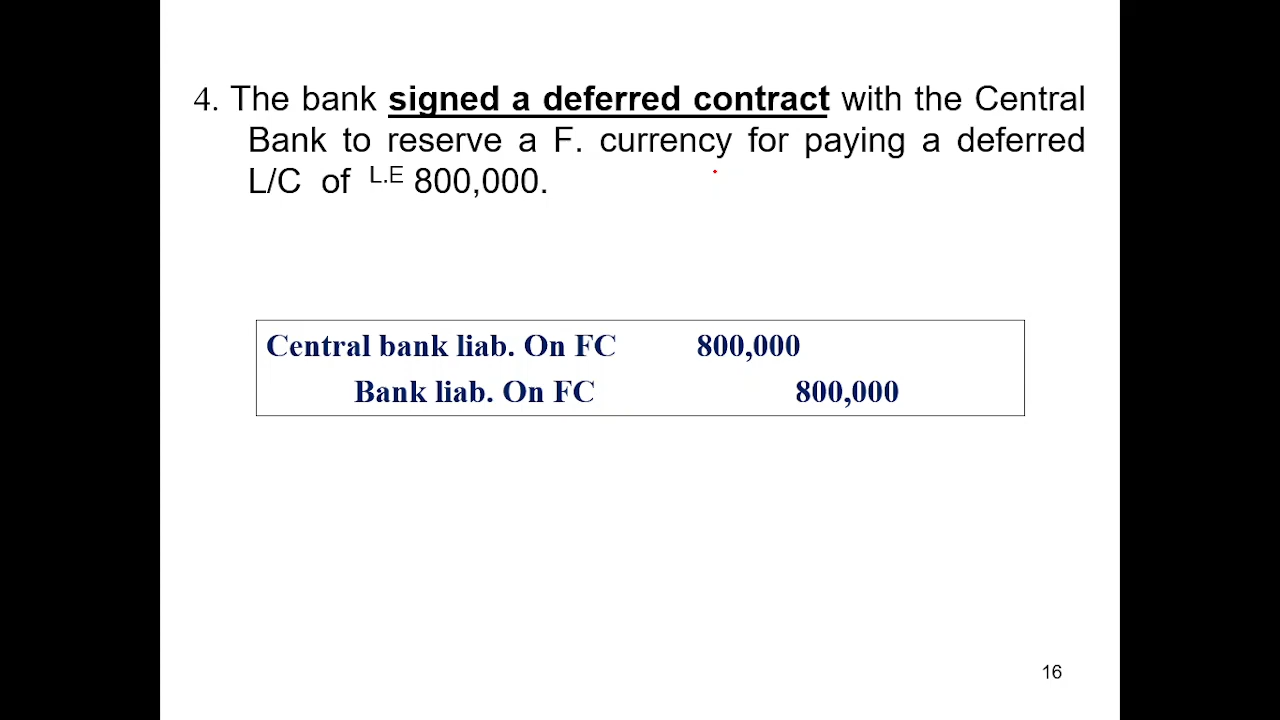 4. The bank signed a deferred contract with the Central
Bank to reserve a F. currency for paying a deferred
L/C of L.E 800,000.
Central bank liab. On FC 800,000
Bank liab. On FC 800,000
16